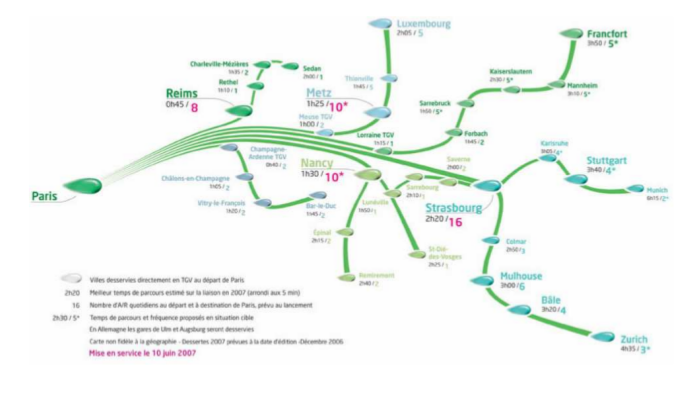 Luxembourg
2h05 / 5
Francfort
3h50 / 5*
Charleville-Mézières
1h35 / 2
Sedan
2h00 / 1
Rethel
1h10 / 1
Reims
0h45 / 8
Thionville
1h45 / 5
Metz
1h25 / 10*
Meuse TGV
1h00 / 2
Kaiserslautern
2h30 / 5*
Mannheim
3h10 / 5*
Sarrebruck
1h50 / 5*
Lorraine TGV
1h15 / 1
Forbach
1h45 / 2
Champagne-
Ardenne TGV
0h40 / 2
Châlons-en-Champagne
1h05 / 2
Vitry-le-François
1h20 / 2
Bar-le-Duc
1h45 / 2
Paris
Nancy
1h30 / 10*
Saverne
2h00 / 2
Sarrebourg
2h10 / 1
Lunéville
1h50 / 1
Epinal
2h15 / 2
Remiremont
2h40 / 2
St-Dié-
des-Vosges
2h25 / 1
Strasbourg
2h20 / 16
Karlsruhe
3h05 / 4*
Stuttgart
3h40 / 4*
Munich
6h15 / 2*
Colmar
2h50 / 3
Mulhouse
3h00 / 6
Bâle
3h20 / 4
Zurich
4h35 / 3*
Villes desservies directement en TGV au départ de Paris
2h20 Meilleur temps de parcours estimé sur la liaison en 2007 (arrondi aux 5 min)
16 Nombre d'A/R quotidiens au départ et à destination de Paris, prévu au lancement
2h30 / 5* Temps de parcours et fréquence proposés en situation cible
En Allemagne les gares de Ulm et Augsburg seront desservies
Carte non fidèle à la géographie - Dessertes 2007 prévues à la date d'édition -Décembre 2006
Mise en service le 10 juin 2007